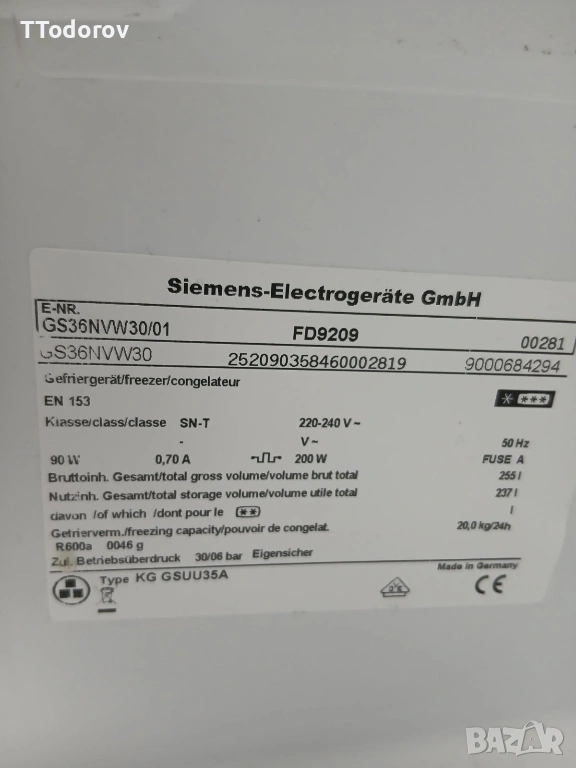 TTodorov
Siemens-Electrogeräte GmbH
E-NR.
GS36NVW30/01 FD9209 00281
GS36NVW30 252090358460002819 9000684294
Gefriergerät/freezer/congelateur
EN 153
Klasse/class/classe SN-T 220-240 V~
- V~ 50 Hz
90 W 0,70 A 200 W FUSE A
Bruttoinh. Gesamt/total gross volume/volume brut total 255 l
Nutzinh. Gesamt/total storage volume/volume utile total 237 l
davon /of which /dont pour le l
Gefrierverm./freezing capacity/pouvoir de congelat. 20,0 kg/24h
R600a 0046 g
Zul. Betriebsüberdruck 30/06 bar Eigensicher
Type KG GSUU35A
Made in Germany
CE
BAZAR